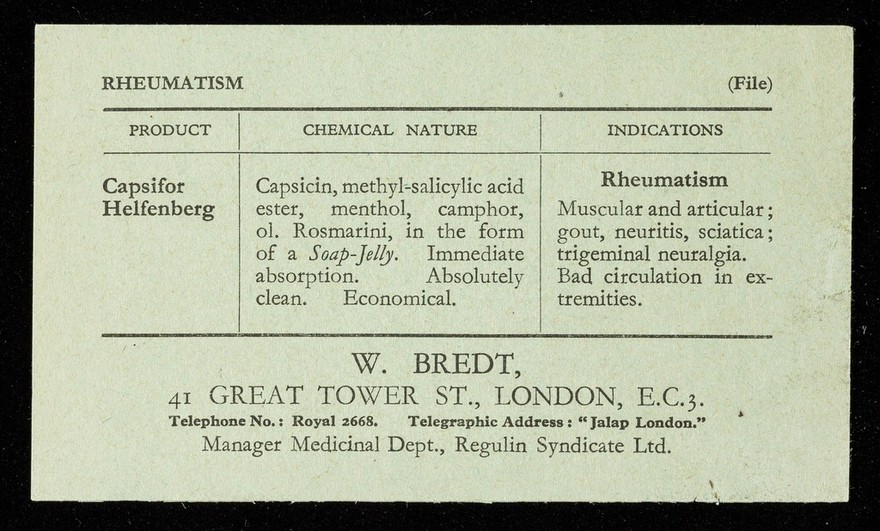 RHEUMATISM (File)
PRODUCT CHEMICAL NATURE INDICATIONS
Capsifor
Helfenberg
Capsicin, methyl-salicylic acid
ester, menthol, camphor,
ol. Rosmarini, in the form
of a Soap-Jelly. Immediate
absorption. Absolutely
clean. Economical.
Rheumatism
Muscular and articular;
gout, neuritis, sciatica;
trigeminal neuralgia.
Bad circulation in ex-
tremities.
W. BREDT,
41 GREAT TOWER ST., LONDON, E.C.3.
Telephone No.: Royal 2668. Telegraphic Address: "Jalap London."
Manager Medicinal Dept., Regulin Syndicate Ltd.